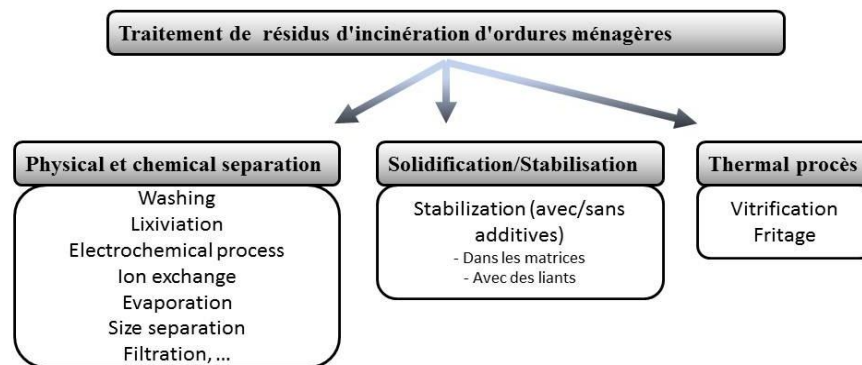 Traitement de résidus d'incinération d'ordures ménagères
Physical et chemical separation
Washing
Lixiviation
Electrochemical process
Ion exchange
Evaporation
Size separation
Filtration, ...
Solidification/Stabilisation
Stabilization (avec/sans
additives)
- Dans les matrices
- Avec des liants
Thermal procès
Vitrification
Fritage